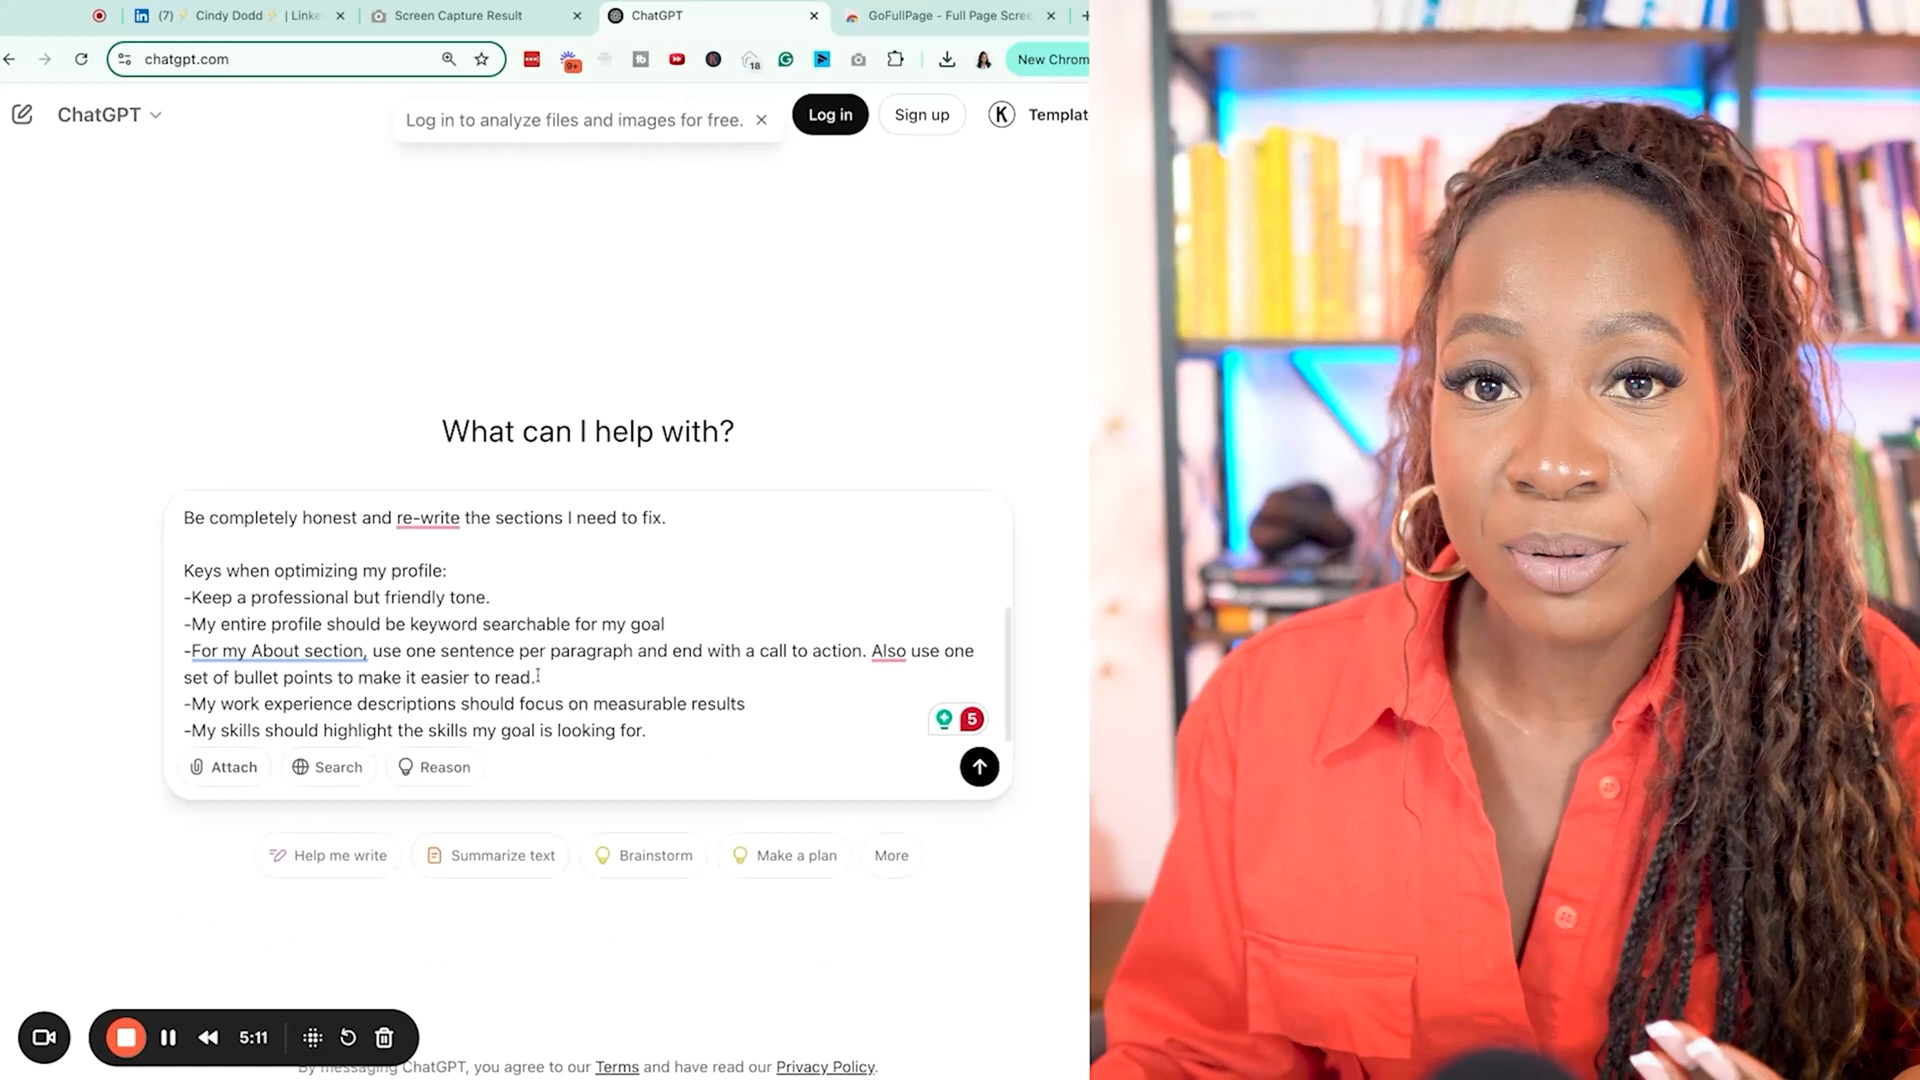 (7) ⚡ Cindy Dodd ⚡ | Linke
Screen Capture Result
ChatGPT
GoFullPage - Full Page Scree
chatgpt.com
9+
18
New Chrom
ChatGPT
Log in to analyze files and images for free.
Log in
Sign up
K
Templat
What can I help with?
Be completely honest and re-write the sections I need to fix.
Keys when optimizing my profile:
-Keep a professional but friendly tone.
-My entire profile should be keyword searchable for my goal
-For my About section, use one sentence per paragraph and end with a call to action. Also use one
set of bullet points to make it easier to read.
-My work experience descriptions should focus on measurable results
-My skills should highlight the skills my goal is looking for.
5
Attach
Search
Reason
Help me write
Summarize text
Brainstorm
Make a plan
More
5:11
By messaging ChatGPT, you agree to our Terms and have read our Privacy Policy.